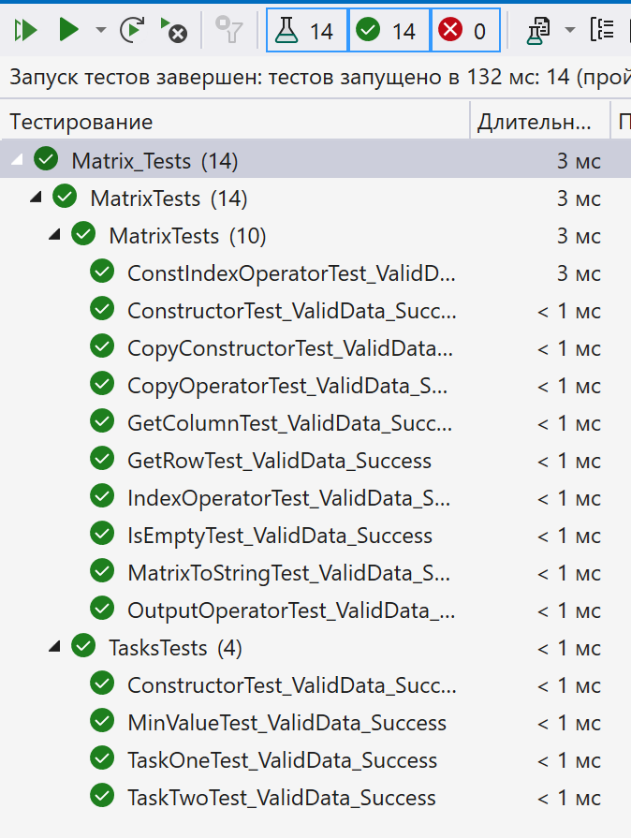 14 14 0
Запуск тестов завершен: тестов запущено в 132 мс: 14 (прой
Тестирование Длительн... П
Matrix_Tests (14) 3 мс
MatrixTests (14) 3 мс
MatrixTests (10) 3 мс
ConstIndexOperatorTest_ValidD... 3 мс
ConstructorTest_ValidData_Succ... < 1 мс
CopyConstructorTest_ValidData... < 1 мс
CopyOperatorTest_ValidData_S... < 1 мс
GetColumnTest_ValidData_Succ... < 1 мс
GetRowTest_ValidData_Success < 1 мс
IndexOperatorTest_ValidData_S... < 1 мс
IsEmptyTest_ValidData_Success < 1 мс
MatrixToStringTest_ValidData_S... < 1 мс
OutputOperatorTest_ValidData_... < 1 мс
TasksTests (4) < 1 мс
ConstructorTest_ValidData_Succ... < 1 мс
MinValueTest_ValidData_Success < 1 мс
TaskOneTest_ValidData_Success < 1 мс
TaskTwoTest_ValidData_Success < 1 мс